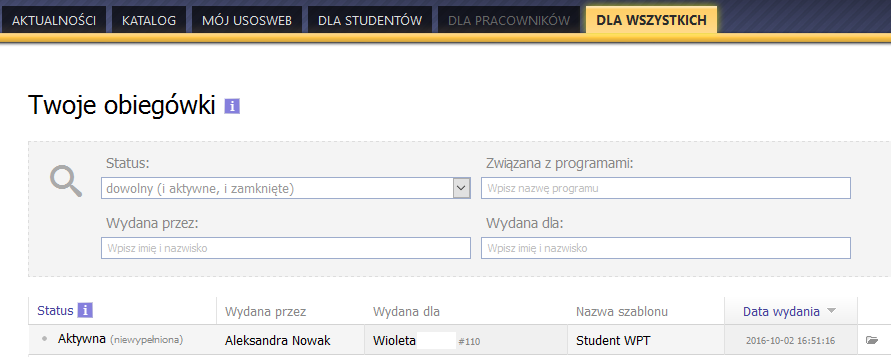 AKTUALNOŚCI KATALOG MÓJ USOSWEB DLA STUDENTÓW DLA PRACOWNIKÓW DLA WSZYSTKICH
Twoje obiegówki i
Status: Związana z programami:
dowolny (i aktywne, i zamknięte) Wpisz nazwę programu
Wydana przez: Wydana dla:
Wpisz imię i nazwisko Wpisz imię i nazwisko
Status i Wydana przez Wydana dla Nazwa szablonu Data wydania
Aktywna (niewypełniona) Aleksandra Nowak Wioleta #110 Student WPT 2016-10-02 16:51:16